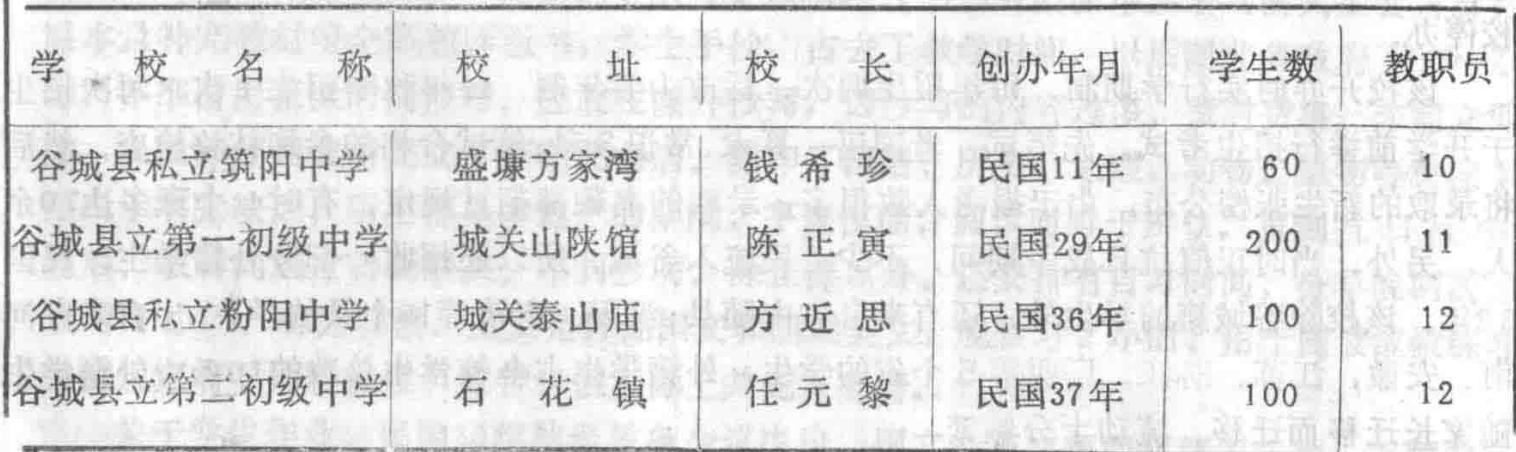 学校名称 校址 校长 创办年月 学生数 教职员
谷城县私立筑阳中学 盛塛方家湾 钱希珍 民国11年 60 10
谷城县立第一初级中学 城关山陕馆 陈正寅 民国29年 200 11
谷城县私立粉阳中学 城关泰山庙 方近思 民国36年 100 12
谷城县立第二初级中学 石花镇 任元黎 民国37年 100 12